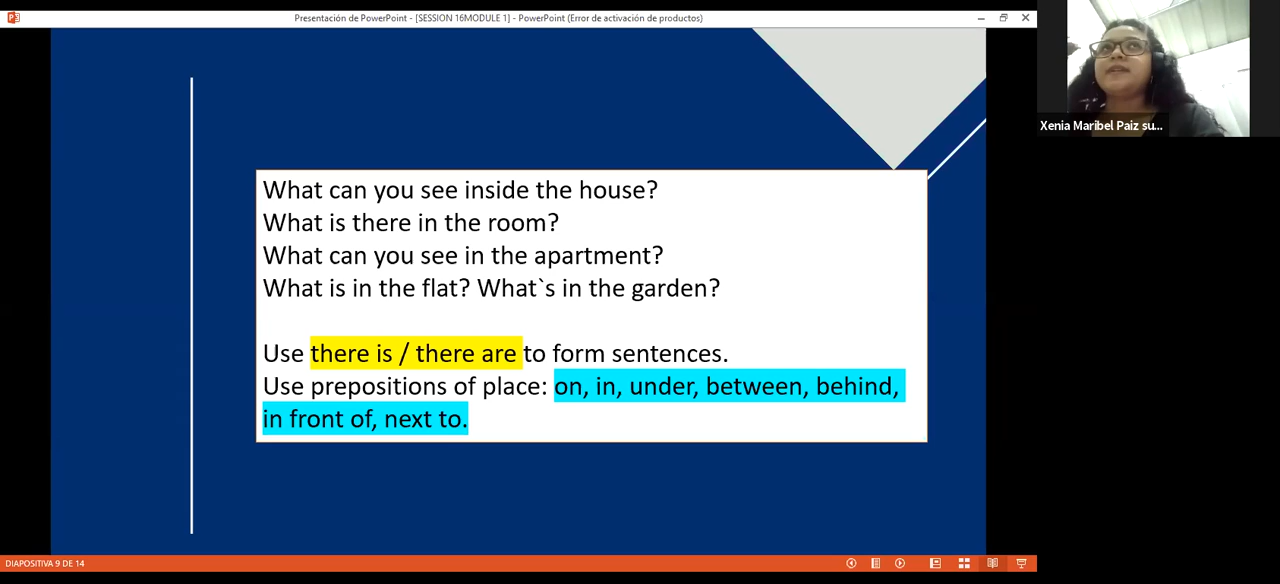 Presentación de PowerPoint - [SESSION 16MODULE 1] - PowerPoint (Error de activación de productos)
Xenia Maribel Paiz su...
What can you see inside the house?
What is there in the room?
What can you see in the apartment?
What is in the flat? What`s in the garden?
Use there is / there are to form sentences.
Use prepositions of place: on, in, under, between, behind,
in front of, next to.
DIAPOSITIVA 9 DE 14